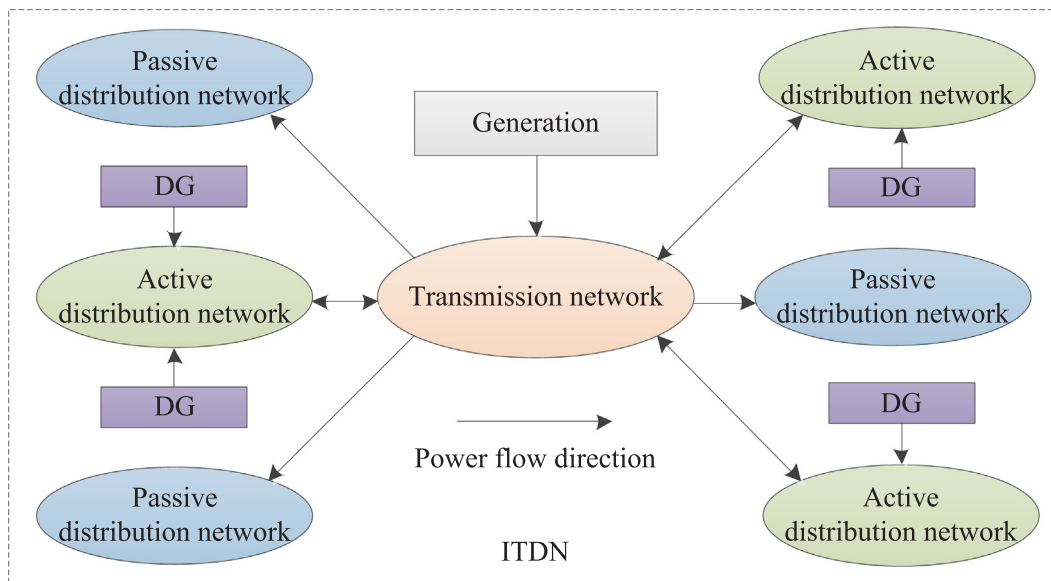 Passive
distribution network
Generation
Active
distribution network
DG
DG
Active
distribution network
Transmission network
Passive
distribution network
DG
DG
Power flow direction
Passive
distribution network
Active
distribution network
ITDN